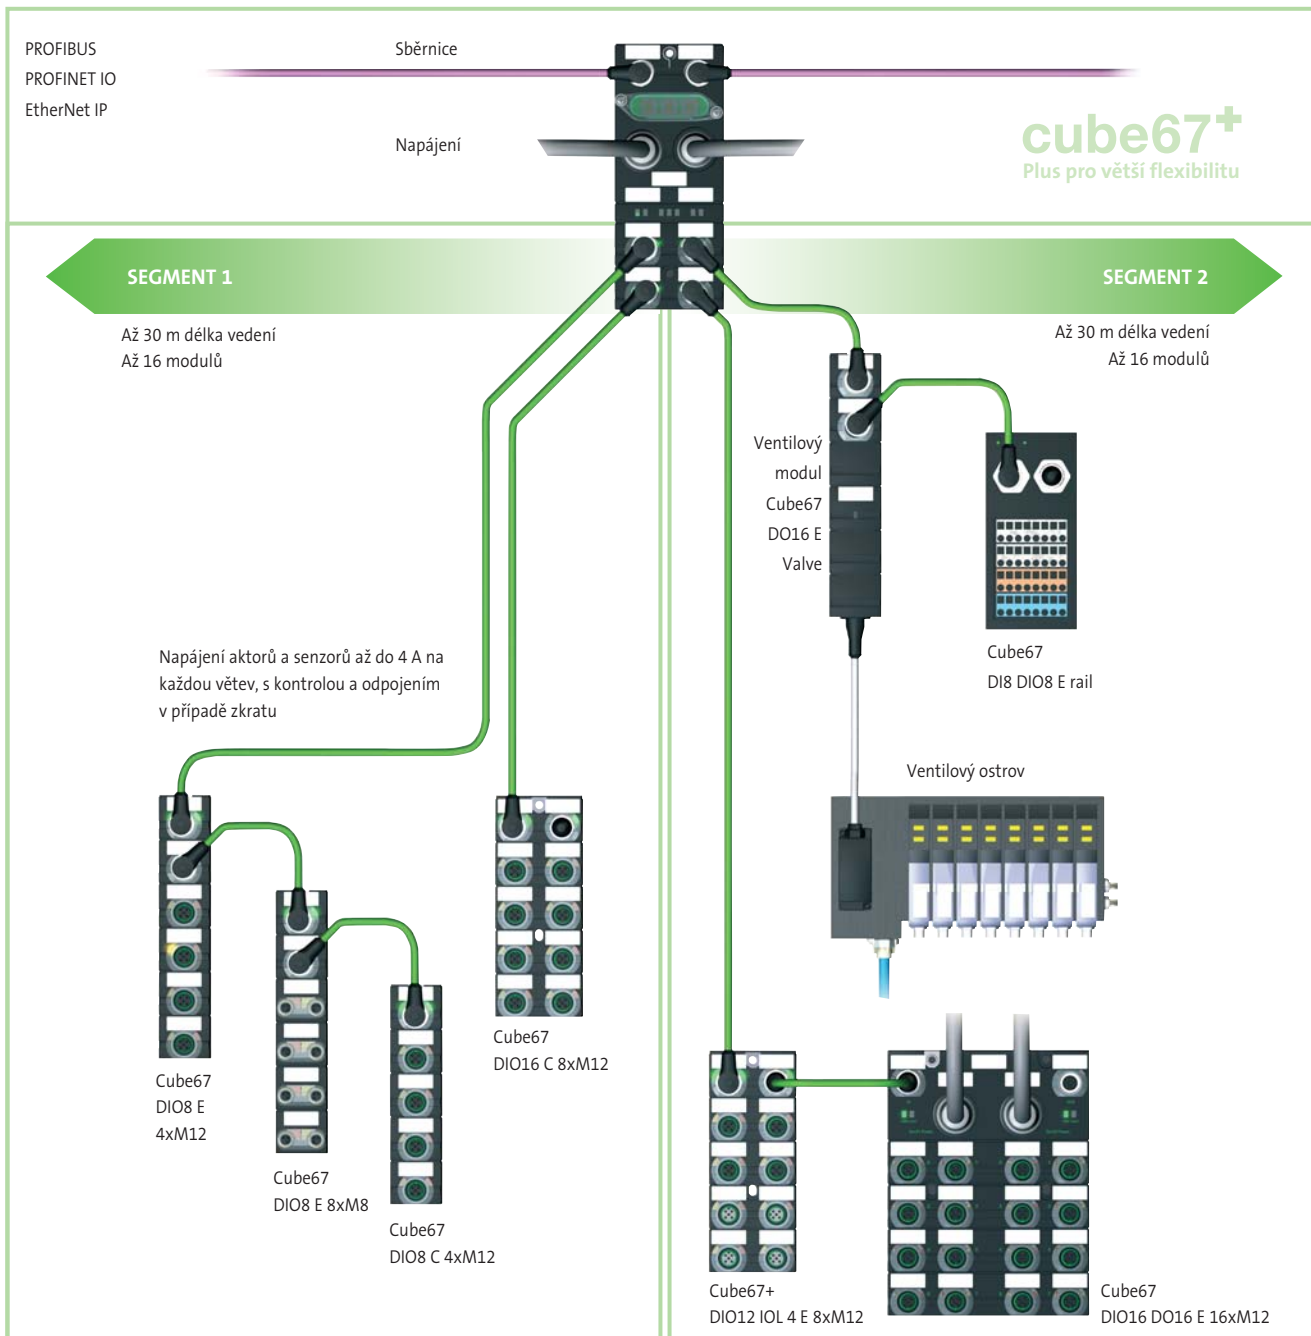 PROFIBUS
PROFINET IO
EtherNet IP
Sběrnice
Napájení
cube67+
Plus pro větší flexibilitu
SEGMENT 1
SEGMENT 2
Až 30 m délka vedení
Až 16 modulů
Až 30 m délka vedení
Až 16 modulů
Ventilový
modul
Cube67
DO16 E
Valve
Cube67
DI8 DIO8 E rail
Napájení aktorů a senzorů až do 4 A na
každou větev, s kontrolou a odpojením
v případě zkratu
Ventilový ostrov
Cube67
DIO16 C 8xM12
Cube67
DIO8 E
4xM12
Cube67
DIO8 E 8xM8
Cube67
DIO8 C 4xM12
Cube67+
DIO12 IOL 4 E 8xM12
Cube67
DIO16 DO16 E 16xM12